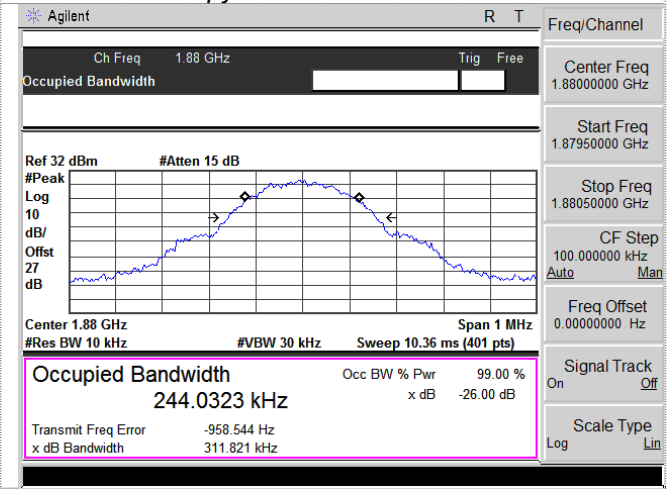 Agilent R T
Ch Freq 1.88 GHz Trig Free
Occupied Bandwidth
Ref 32 dBm #Atten 15 dB
#Peak
Log
10
dB/
Offst
27
dB
Center 1.88 GHz Span 1 MHz
#Res BW 10 kHz #VBW 30 kHz Sweep 10.36 ms (401 pts)
Occupied Bandwidth Occ BW % Pwr 99.00 %
244.0323 kHz x dB -26.00 dB
Transmit Freq Error -958.544 Hz
x dB Bandwidth 311.821 kHz
Freq/Channel
Center Freq
1.88000000 GHz
Start Freq
1.87950000 GHz
Stop Freq
1.88050000 GHz
CF Step
100.000000 kHz
Auto Man
Freq Offset
0.00000000 Hz
Signal Track
On Off
Scale Type
Log Lin